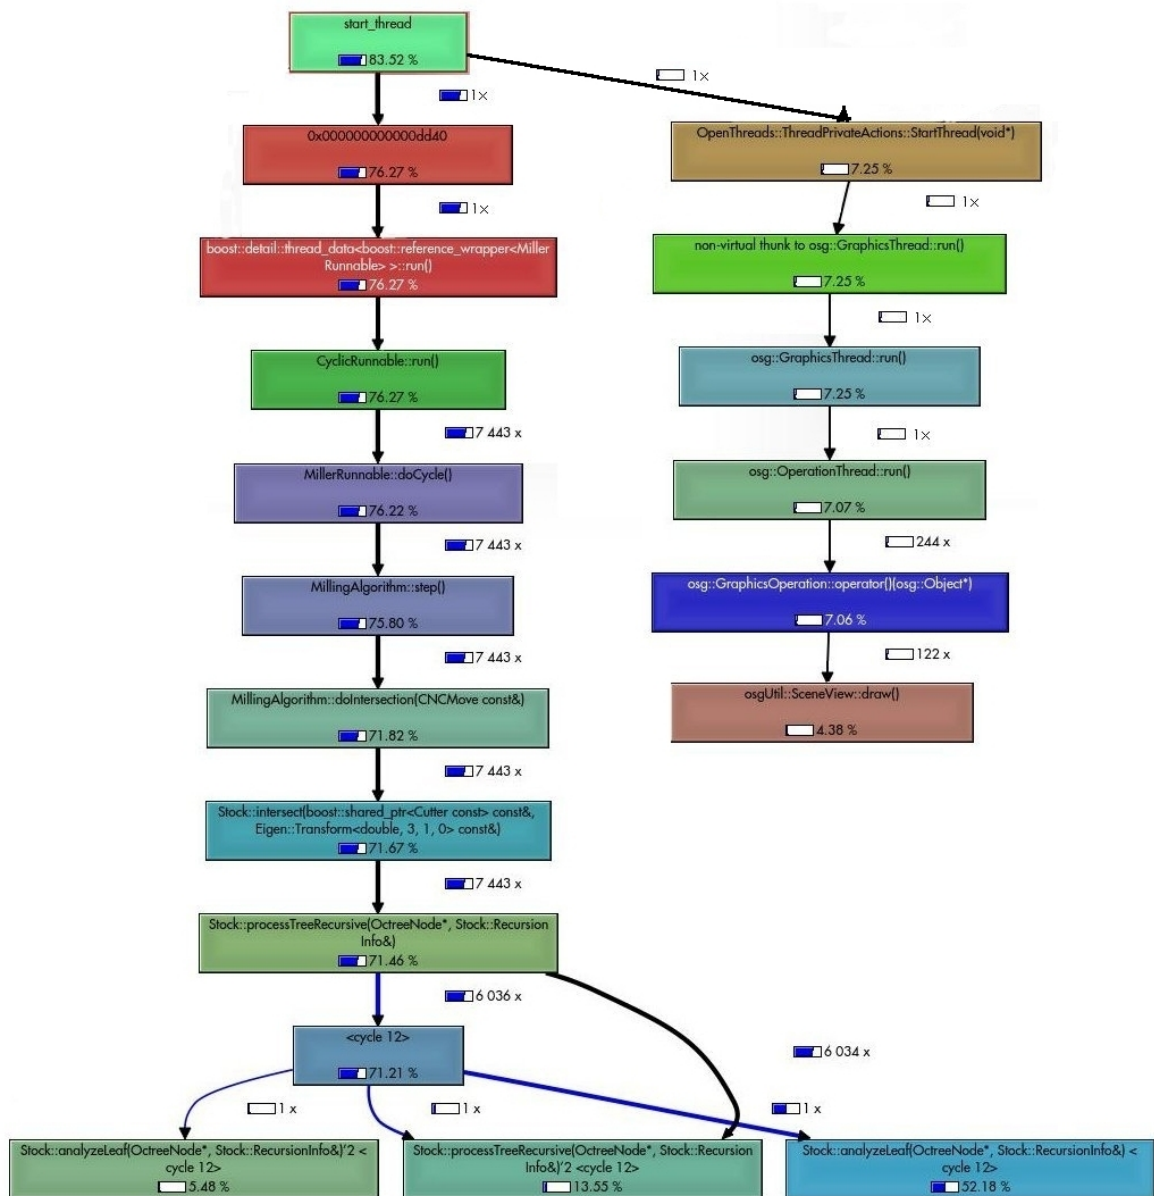 start_thread
83.52 %
1×
1×
0x000000000000dd40
76.27 %
OpenThreads::ThreadPrivateActions::StartThread(void*)
7.25 %
1×
1×
boost::detail::thread_data<boost::reference_wrapper<Miller
Runnable> >::run()
76.27 %
non-virtual thunk to osg::GraphicsThread::run()
7.25 %
1×
CyclicRunnable::run()
76.27 %
osg::GraphicsThread::run()
7.25 %
7 443 x
1×
MillerRunnable::doCycle()
76.22 %
osg::OperationThread::run()
7.07 %
7 443 x
244 x
MillingAlgorithm::step()
75.80 %
osg::GraphicsOperation::operator()(osg::Object*)
7.06 %
7 443 x
122 x
MillingAlgorithm::doIntersection(CNCMove const&)
71.82 %
osgUtil::SceneView::draw()
4.38 %
7 443 x
Stock::intersect(boost::shared_ptr<Cutter const> const&,
Eigen::Transform<double, 3, 1, 0> const&)
71.67 %
7 443 x
Stock::processTreeRecursive(OctreeNode*, Stock::Recursion
Info&)
71.46 %
6 036 x
<cycle 12>
71.21 %
6 034 x
1 x
1 x
1 x
Stock::analyzeLeaf(OctreeNode*, Stock::RecursionInfo&)'2 <
cycle 12>
5.48 %
Stock::processTreeRecursive(OctreeNode*, Stock::Recursion
Info&)'2 <cycle 12>
13.55 %
Stock::analyzeLeaf(OctreeNode*, Stock::RecursionInfo&) <
cycle 12>
52.18 %